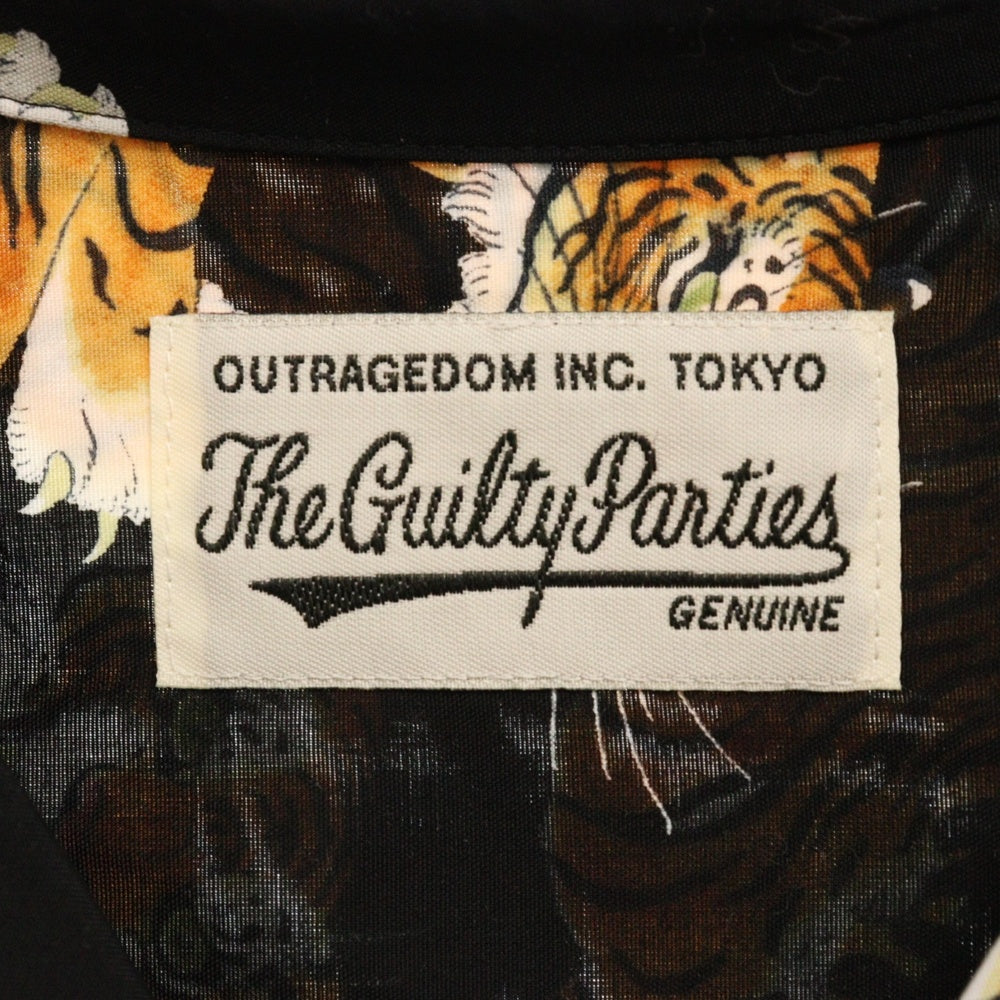 OUTRAGEDOM INC. TOKYO
The Guilty Parties
GENUINE